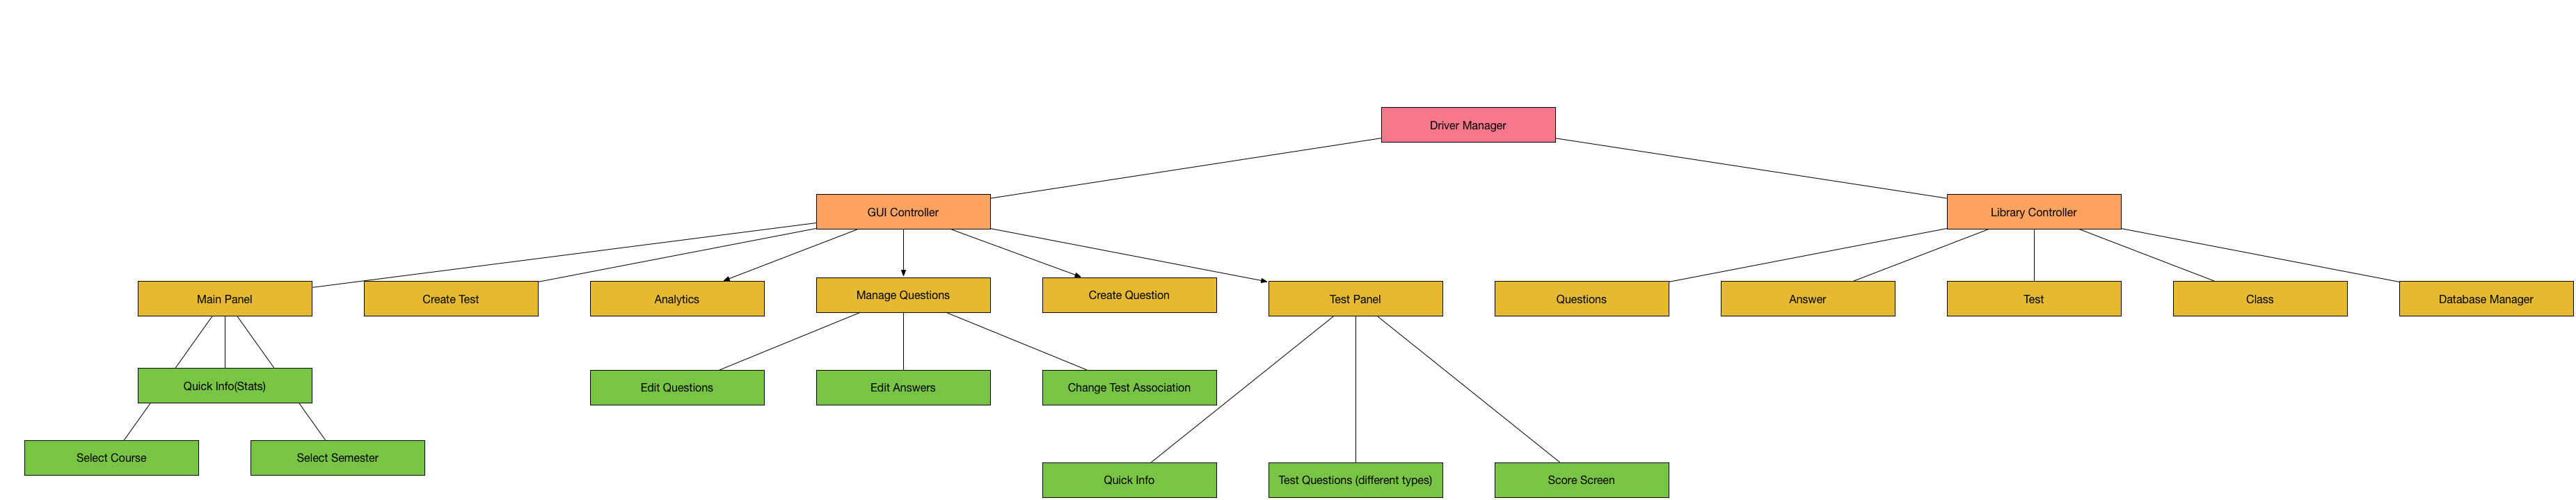 Driver Manager
GUI Controller
Library Controller
Main Panel
Create Test
Analytics
Manage Questions
Create Question
Test Panel
Questions
Answer
Test
Class
Database Manager
Quick Info(Stats)
Edit Questions
Edit Answers
Change Test Association
Select Course
Select Semester
Quick Info
Test Questions (different types)
Score Screen